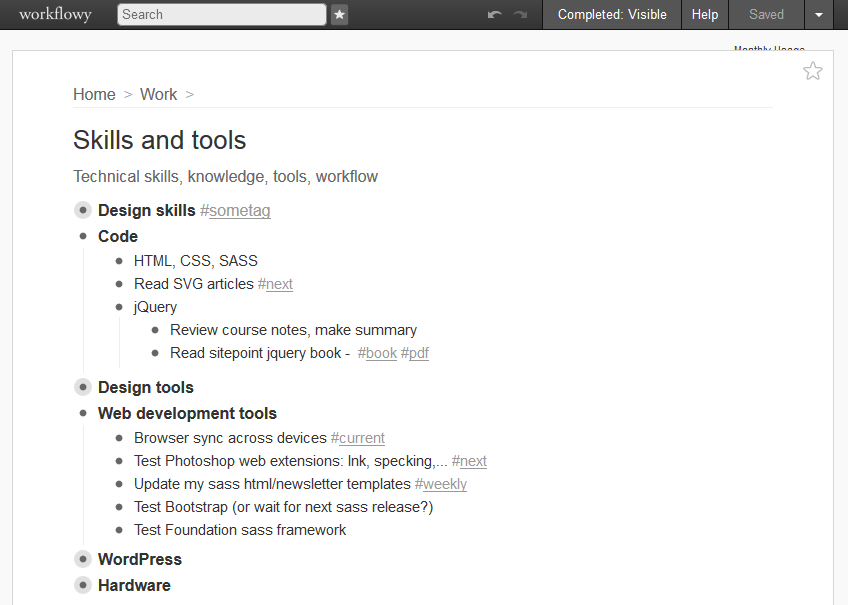 workflowy Search Completed: Visible Help Saved
Monthly Usage
Home > Work >
Skills and tools
Technical skills, knowledge, tools, workflow
Design skills #sometag
Code
HTML, CSS, SASS
Read SVG articles #next
jQuery
Review course notes, make summary
Read sitepoint jquery book - #book #pdf
Design tools
Web development tools
Browser sync across devices #current
Test Photoshop web extensions: Ink, specking,... #next
Update my sass html/newsletter templates #weekly
Test Bootstrap (or wait for next sass release?)
Test Foundation sass framework
WordPress
Hardware